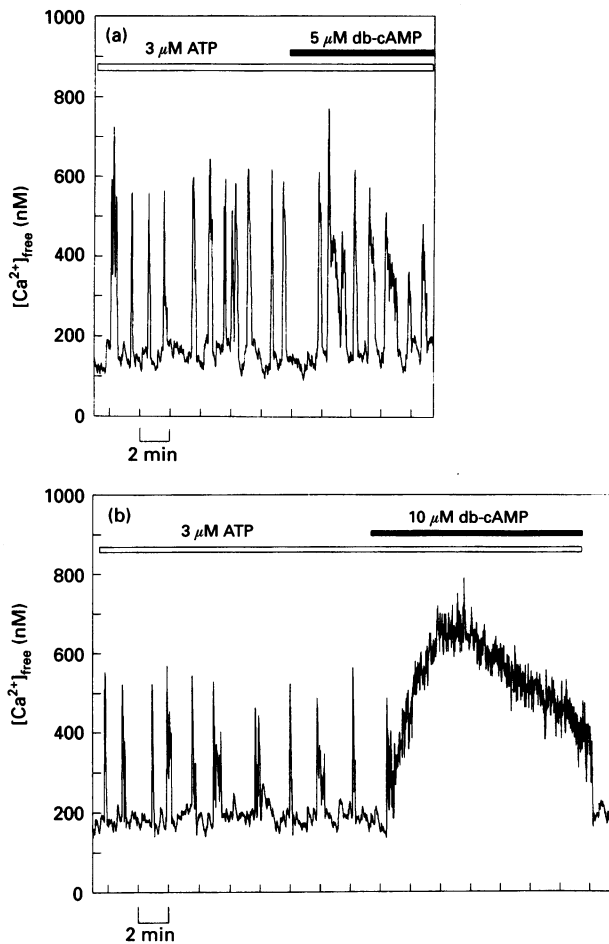 (a)
5 μM db-cAMP
3 μM ATP
1000
800
600
400
200
0
[Ca²⁺]free (nM)
2 min
(b)
10 μM db-cAMP
3 μM ATP
1000
800
600
400
200
0
[Ca²⁺]free (nM)
2 min